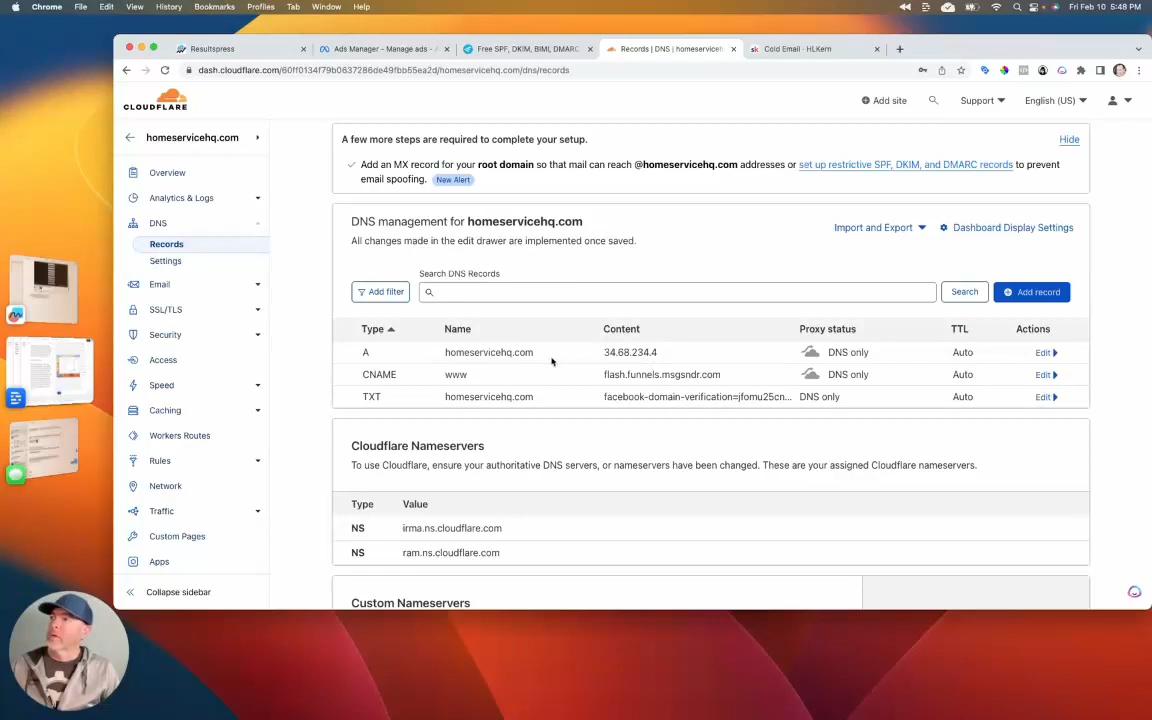 Chrome File Edit View History Bookmarks Profiles Tab Window Help Fri Feb 10 5:48 PM
Resultspress Ads Manager - Manage ads - Free SPF, DKIM, BIMI, DMARC Records | DNS | homeserviceh Cold Email - HLKern
dash.cloudflare.com/60ff0134f79b0637286de49fbb55ea2d/homeservicehq.com/dns/records
CLOUDFLARE
Add site Support English (US)
homeservicehq.com
Overview
Analytics & Logs
DNS
Records
Settings
Email
SSL/TLS
Security
Access
Speed
Caching
Workers Routes
Rules
Network
Traffic
Custom Pages
Apps
Collapse sidebar
A few more steps are required to complete your setup. Hide
Add an MX record for your root domain so that mail can reach @homeservicehq.com addresses or set up restrictive SPF, DKIM, and DMARC records to prevent
email spoofing. New Alert
DNS management for homeservicehq.com
Import and Export Dashboard Display Settings
All changes made in the edit drawer are implemented once saved.
Search DNS Records
Add filter Search Add record
Type Name Content Proxy status TTL Actions
A homeservicehq.com 34.68.234.4 DNS only Auto Edit
CNAME www flash.funnels.msgsndr.com DNS only Auto Edit
TXT homeservicehq.com facebook-domain-verification=jfomu25cn... DNS only Auto Edit
Cloudflare Nameservers
To use Cloudflare, ensure your authoritative DNS servers, or nameservers have been changed. These are your assigned Cloudflare nameservers.
Type Value
NS irma.ns.cloudflare.com
NS ram.ns.cloudflare.com
Custom Nameservers